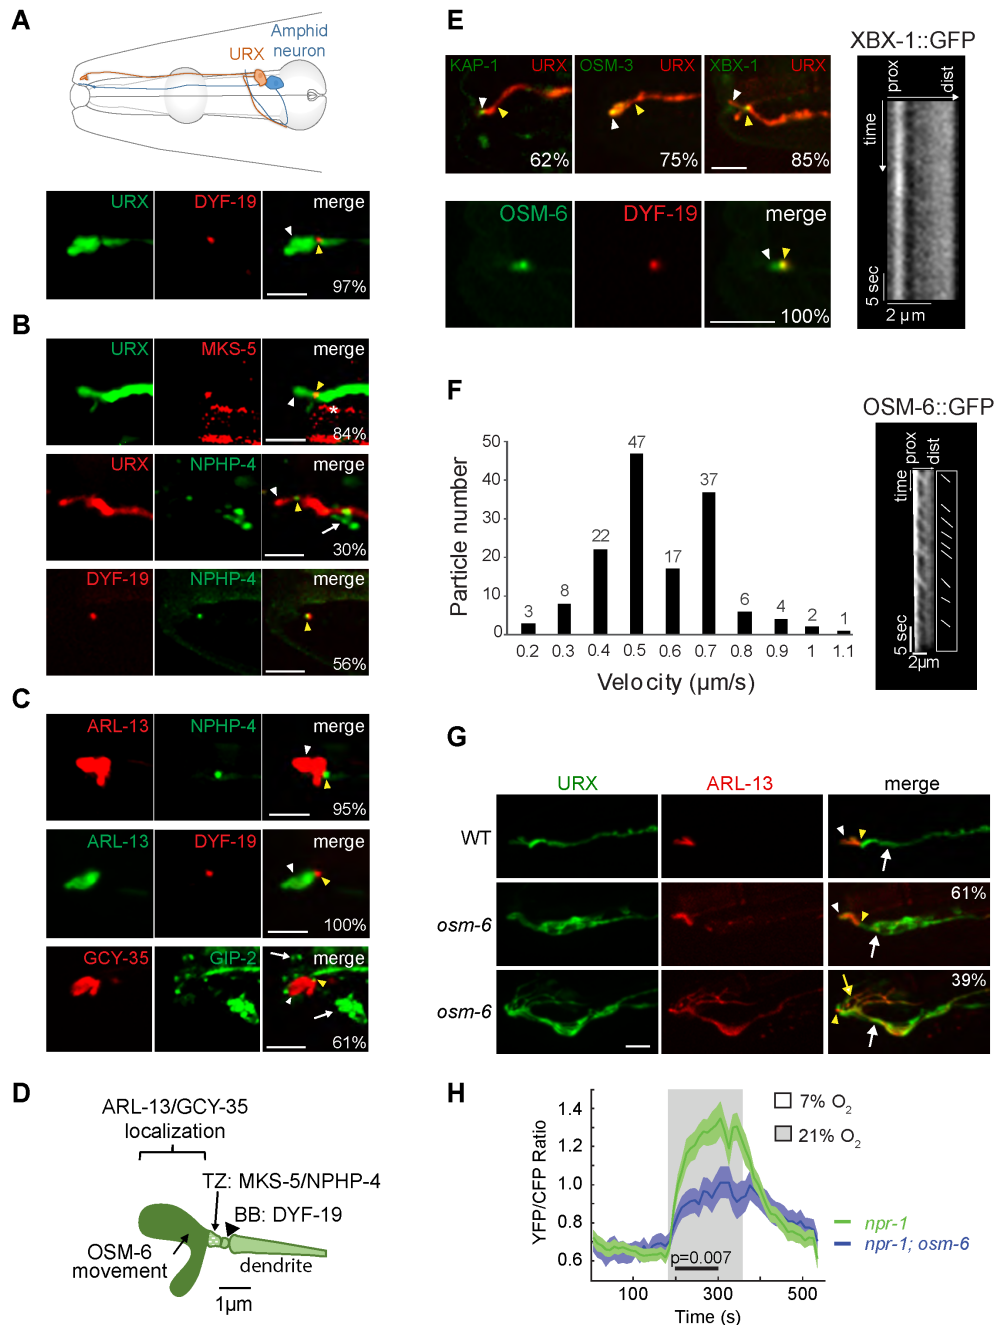 A
Amphid
neuron
URX
URX DYF-19 merge
97%
B
URX MKS-5 merge
*
84%
URX NPHP-4 merge
30%
DYF-19 NPHP-4 merge
56%
C
ARL-13 NPHP-4 merge
95%
ARL-13 DYF-19 merge
100%
GCY-35 GIP-2 merge
61%
D
ARL-13/GCY-35
localization
TZ: MKS-5/NPHP-4
BB: DYF-19
OSM-6
movement
dendrite
1µm
E
KAP-1 URX OSM-3 URX XBX-1 URX
62% 75% 85%
OSM-6 DYF-19 merge
100%
XBX-1::GFP
prox
dist
time
5 sec
2 µm
F
Particle number
50
40
30
20
10
0
3 8 22 47 17 37 6 4 2 1
0.2 0.3 0.4 0.5 0.6 0.7 0.8 0.9 1 1.1
Velocity (µm/s)
OSM-6::GFP
prox
dist
time
5 sec
2µm
G
URX ARL-13 merge
WT
osm-6
61%
osm-6
39%
H
YFP/CFP Ratio
1.4
1.2
1.0
0.8
0.6
7% O2
21% O2
npr-1
npr-1; osm-6
p=0.007
100 300 500
Time (s)